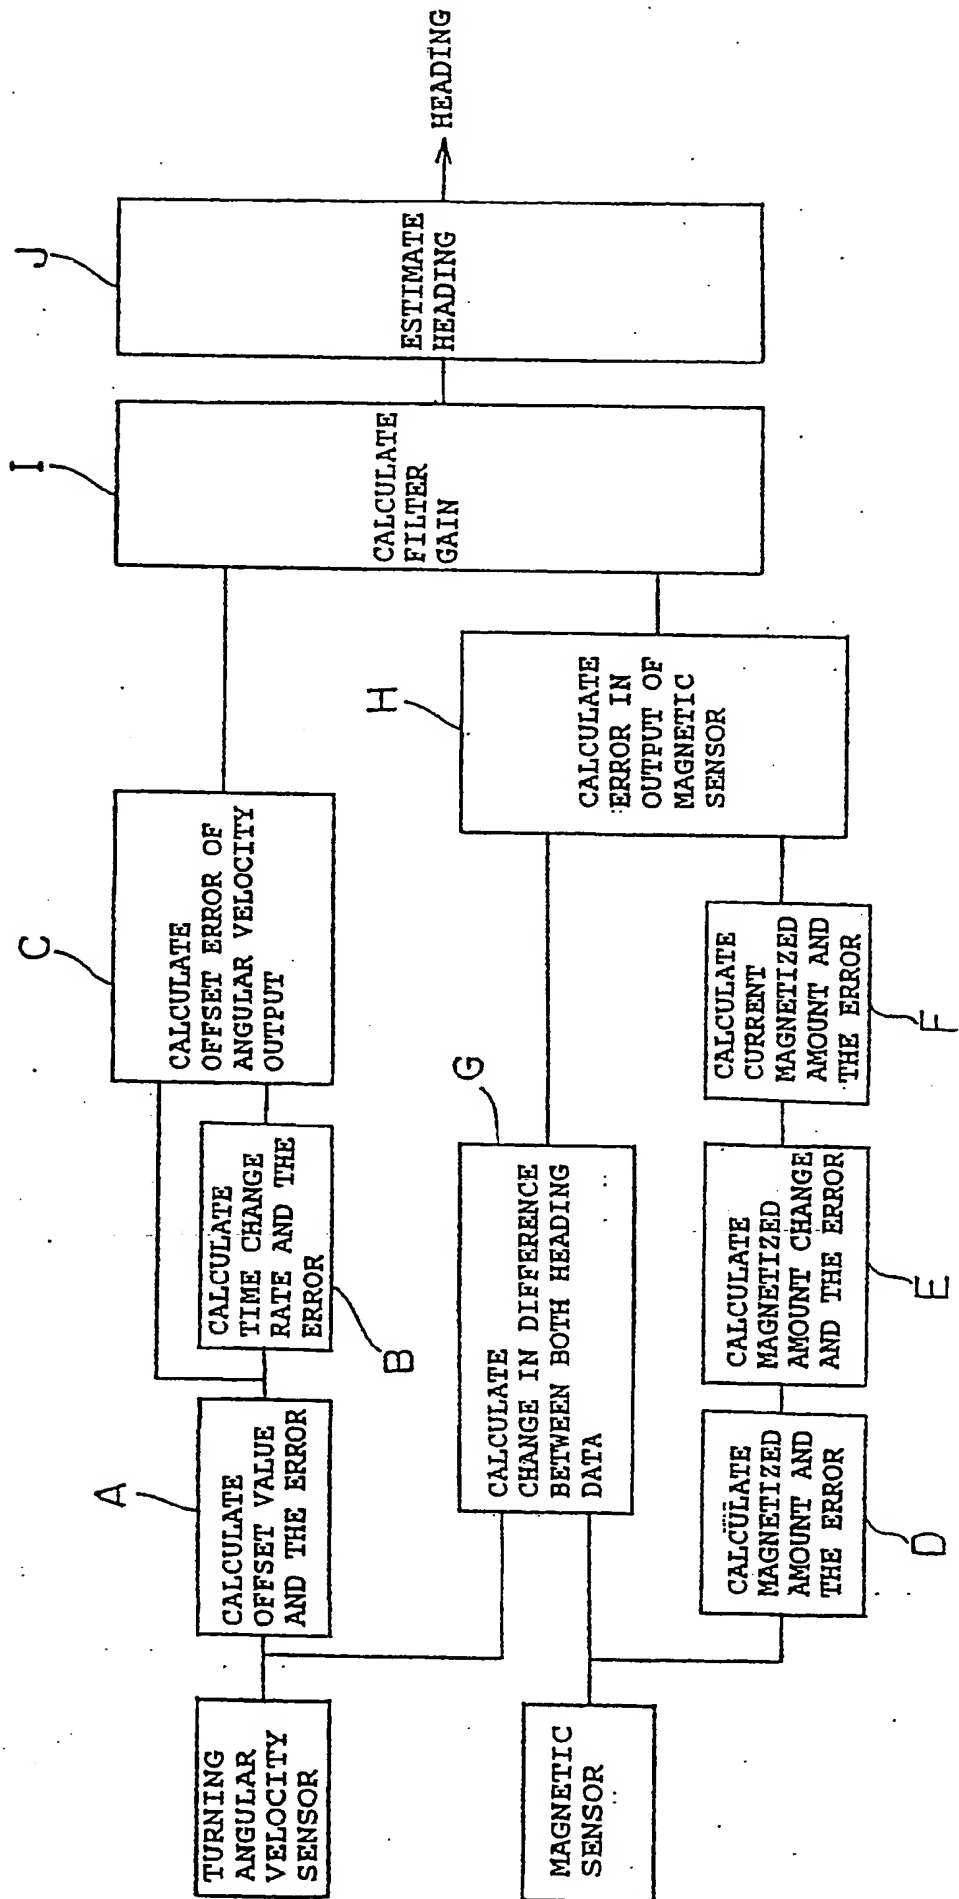 TURNING
ANGULAR
VELOCITY
SENSOR
MAGNETIC
SENSOR
A
CALCULATE
OFFSET VALUE
AND THE ERROR
B
CALCULATE
TIME CHANGE
RATE AND THE
ERROR
C
CALCULATE
OFFSET ERROR OF
ANGULAR VELOCITY
OUTPUT
G
CALCULATE
CHANGE IN DIFFERENCE
BETWEEN BOTH HEADING
DATA
CALCULATE
MAGNETIZED
AMOUNT AND
THE ERROR
D
CALCULATE
MAGNETIZED
AMOUNT CHANGE
AND THE ERROR
E
CALCULATE
CURRENT
MAGNETIZED
AMOUNT AND
THE ERROR
F
H
CALCULATE
ERROR IN
OUTPUT OF
MAGNETIC
SENSOR
I
CALCULATE
FILTER
GAIN
J
ESTIMATE
HEADING
HEADING